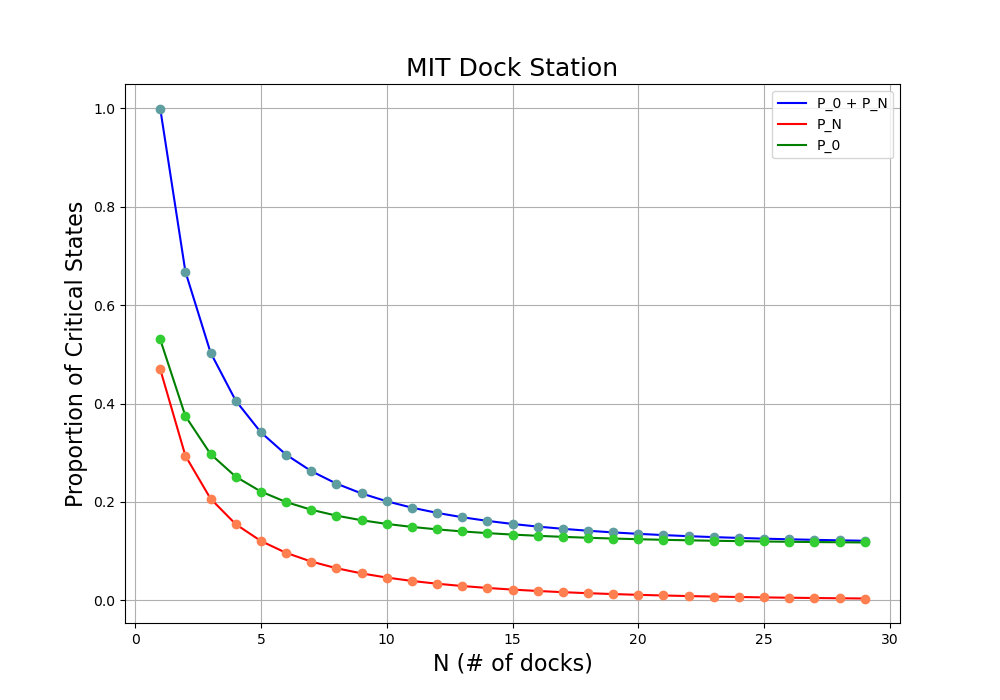 MIT Dock Station
P_0 + P_N
P_N
P_0
Proportion of Critical States
1.0
0.8
0.6
0.4
0.2
0.0
0 5 10 15 20 25 30
N (# of docks)